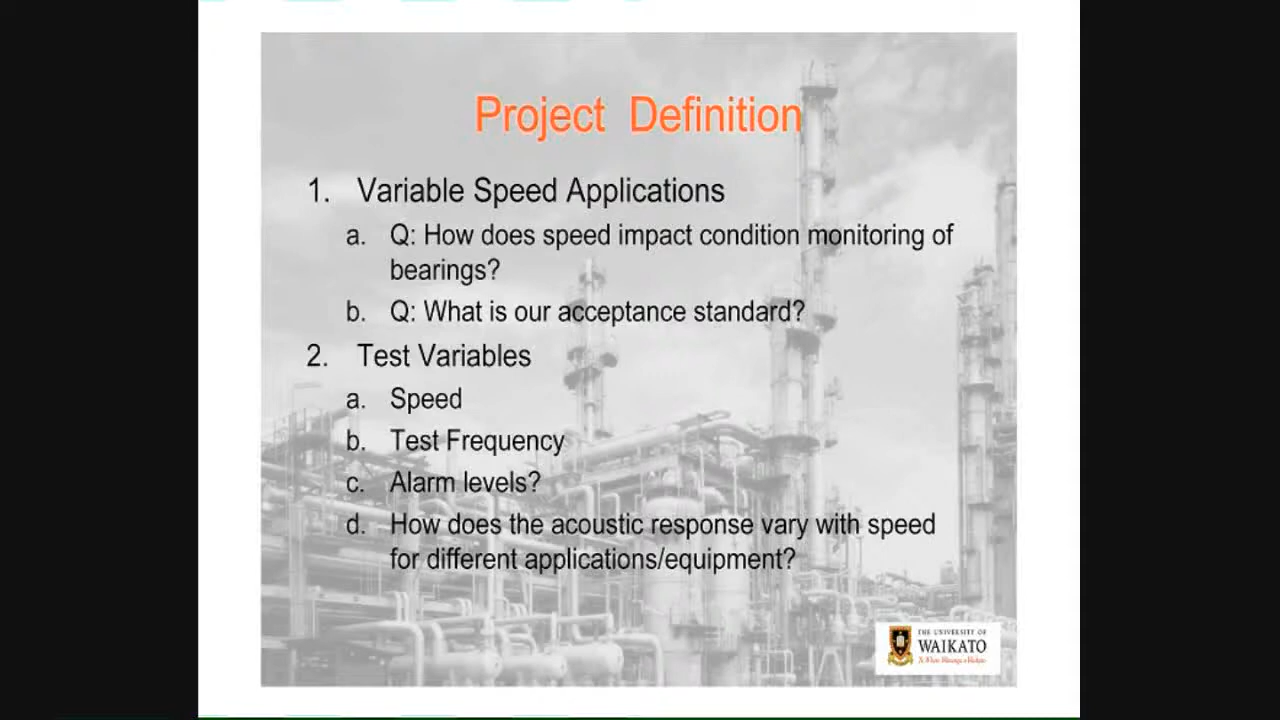 Project Definition
1. Variable Speed Applications
a. Q: How does speed impact condition monitoring of
bearings?
b. Q: What is our acceptance standard?
2. Test Variables
a. Speed
b. Test Frequency
c. Alarm levels?
d. How does the acoustic response vary with speed
for different applications/equipment?
THE UNIVERSITY OF
WAIKATO